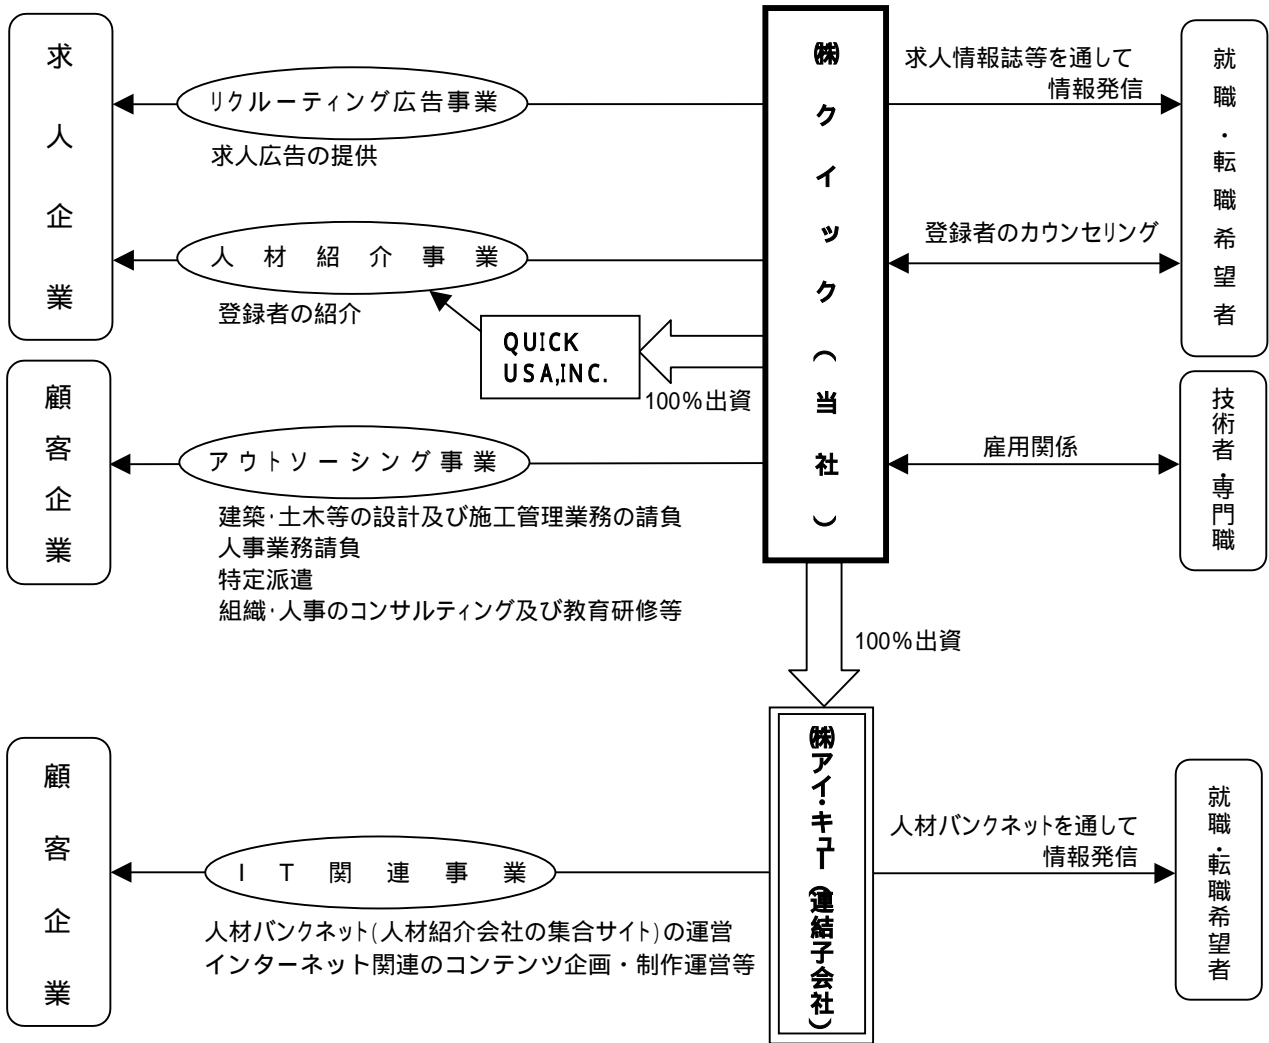 求人企業
リクルーティング広告事業
求人広告の提供
人材紹介事業
登録者の紹介
QUICK
USA,INC.
100%出資
㈱クイック（当社）
求人情報誌等を通して
情報発信
登録者のカウンセリング
就職・転職希望者
顧客企業
アウトソーシング事業
建築・土木等の設計及び施工管理業務の請負
人事業務請負
特定派遣
組織・人事のコンサルティング及び教育研修等
雇用関係
技術者・専門職
100%出資
顧客企業
ＩＴ関連事業
人材バンクネット(人材紹介会社の集合サイト)の運営
インターネット関連のコンテンツ企画・制作運営等
㈱アイ・キュー（連結子会社）
人材バンクネットを通して
情報発信
就職・転職希望者